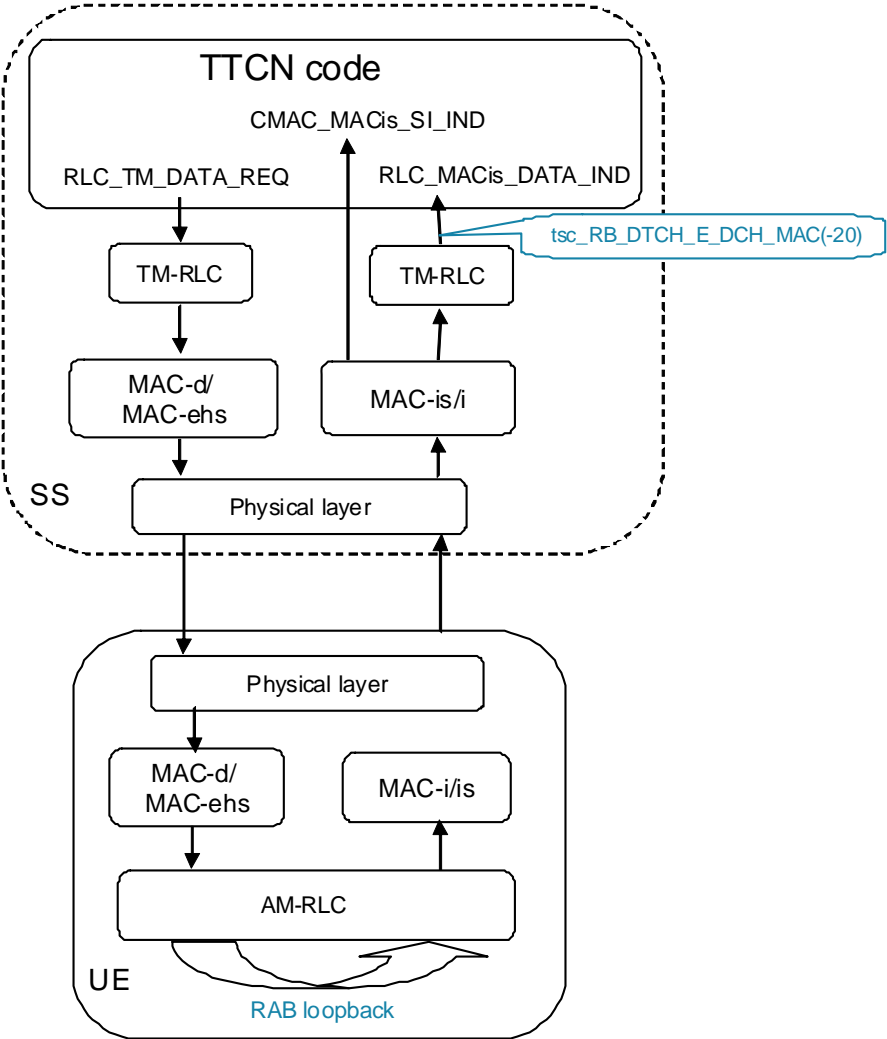 TTCN code
CMAC_MACis_SI_IND
RLC_TM_DATA_REQ
RLC_MACis_DATA_IND
tsc_RB_DTCH_E_DCH_MAC(-20)
TM-RLC
TM-RLC
MAC-d/
MAC-ehs
MAC-is/i
SS
Physical layer
Physical layer
MAC-d/
MAC-ehs
MAC-i/is
AM-RLC
UE
RAB loopback